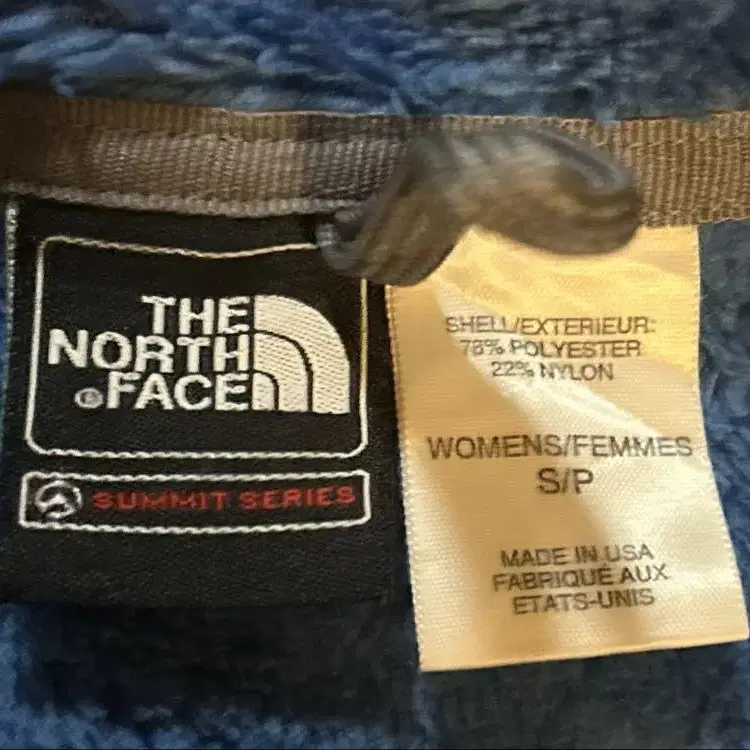 THE
NORTH
®FACE
SUMMIT SERIES
SHELL/EXTERIEUR:
78% POLYESTER
22% NYLON
WOMENS/FEMMES
S/P
MADE IN USA
FABRIQUÉ AUX
ETATS-UNIS